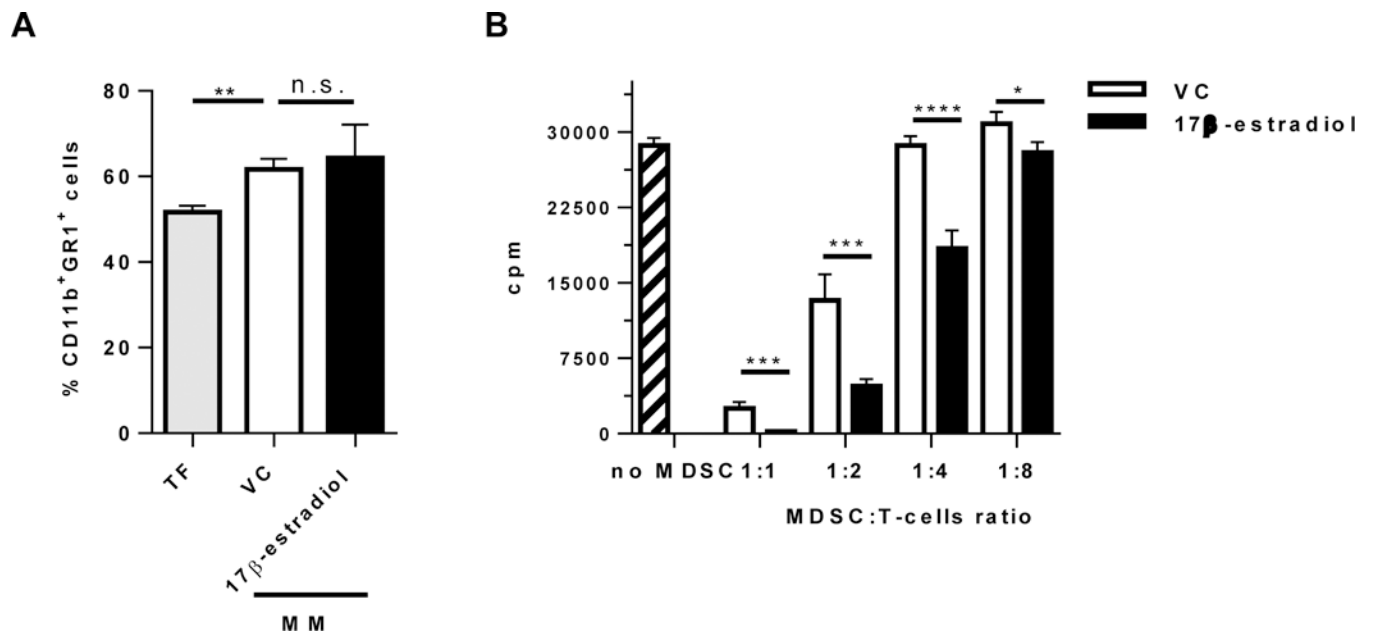 A
% CD11b+GR1+ cells
80
60
40
20
0
**
n.s.
TF
VC
17β-estradiol
MM
B
cpm
30000
22500
15000
7500
0
***
***
****
*
no MDSC 1:1 1:2 1:4 1:8
MDSC:T-cells ratio
VC
17β-estradiol